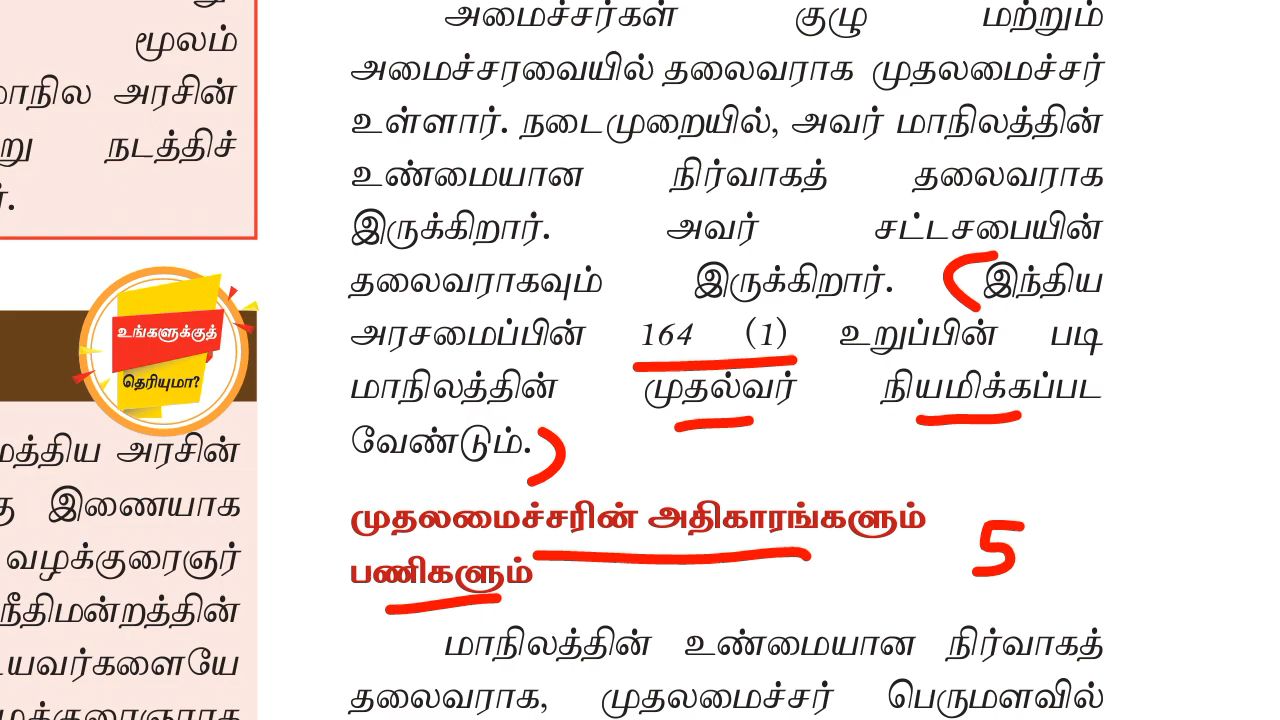 மூலம்
மாநில அரசின்
நடத்திச்
உங்களுக்குத்
தெரியுமா?
மத்திய அரசின்
இணையாக
வழக்குரைஞர்
நீதிமன்றத்தின்
அமைச்சர்கள் குழு மற்றும்
அமைச்சரவையில் தலைவராக முதலமைச்சர்
உள்ளார். நடைமுறையில், அவர் மாநிலத்தின்
உண்மையான நிர்வாகத் தலைவராக
இருக்கிறார். அவர் சட்டசபையின்
தலைவராகவும் இருக்கிறார். இந்திய
அரசமைப்பின் 164 (1) உறுப்பின் படி
மாநிலத்தின் முதல்வர் நியமிக்கப்பட
வேண்டும்.
முதலமைச்சரின் அதிகாரங்களும்
பணிகளும்
5
மாநிலத்தின் உண்மையான நிர்வாகத்
தலைவராக, முதலமைச்சர் பெருமளவில்